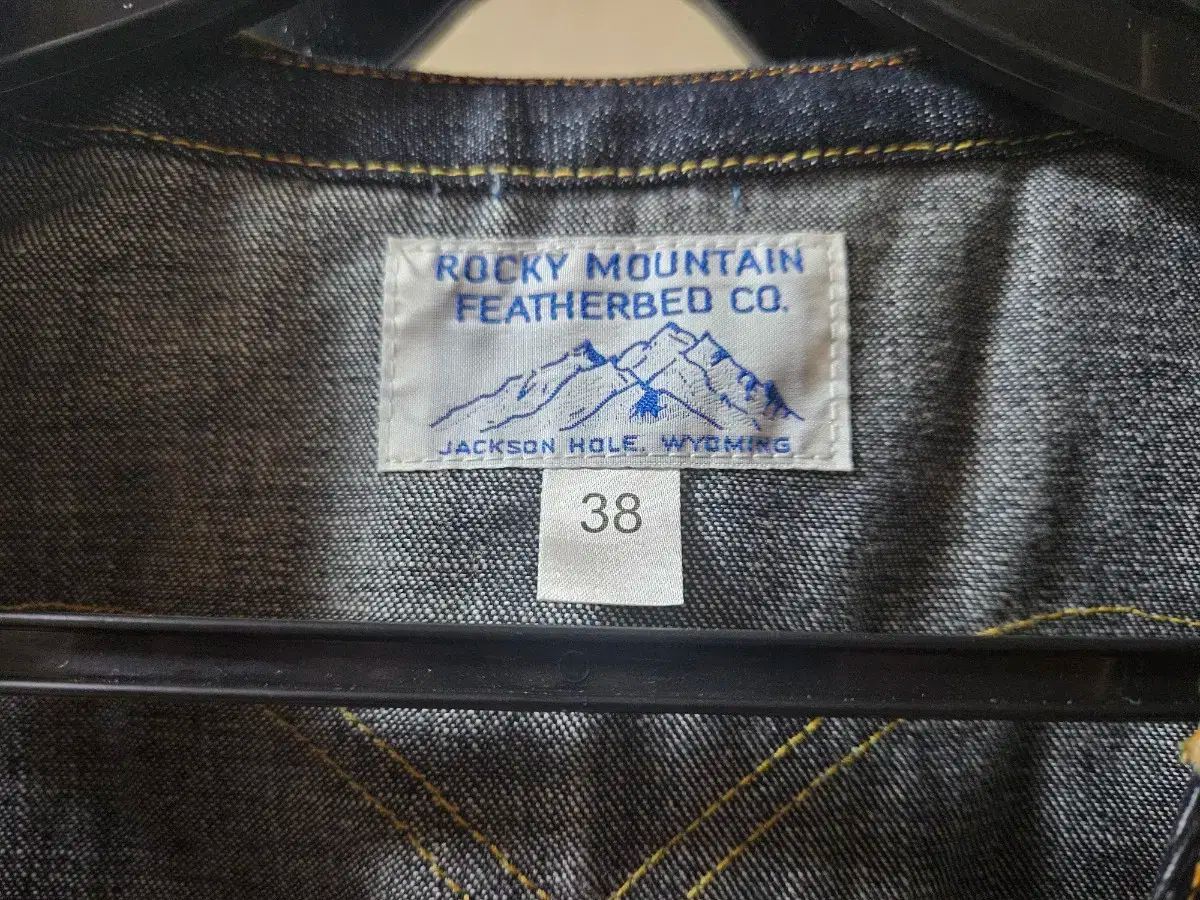 ROCKY MOUNTAIN
FEATHERBED CO.
JACKSON HOLE, WYOMING
38